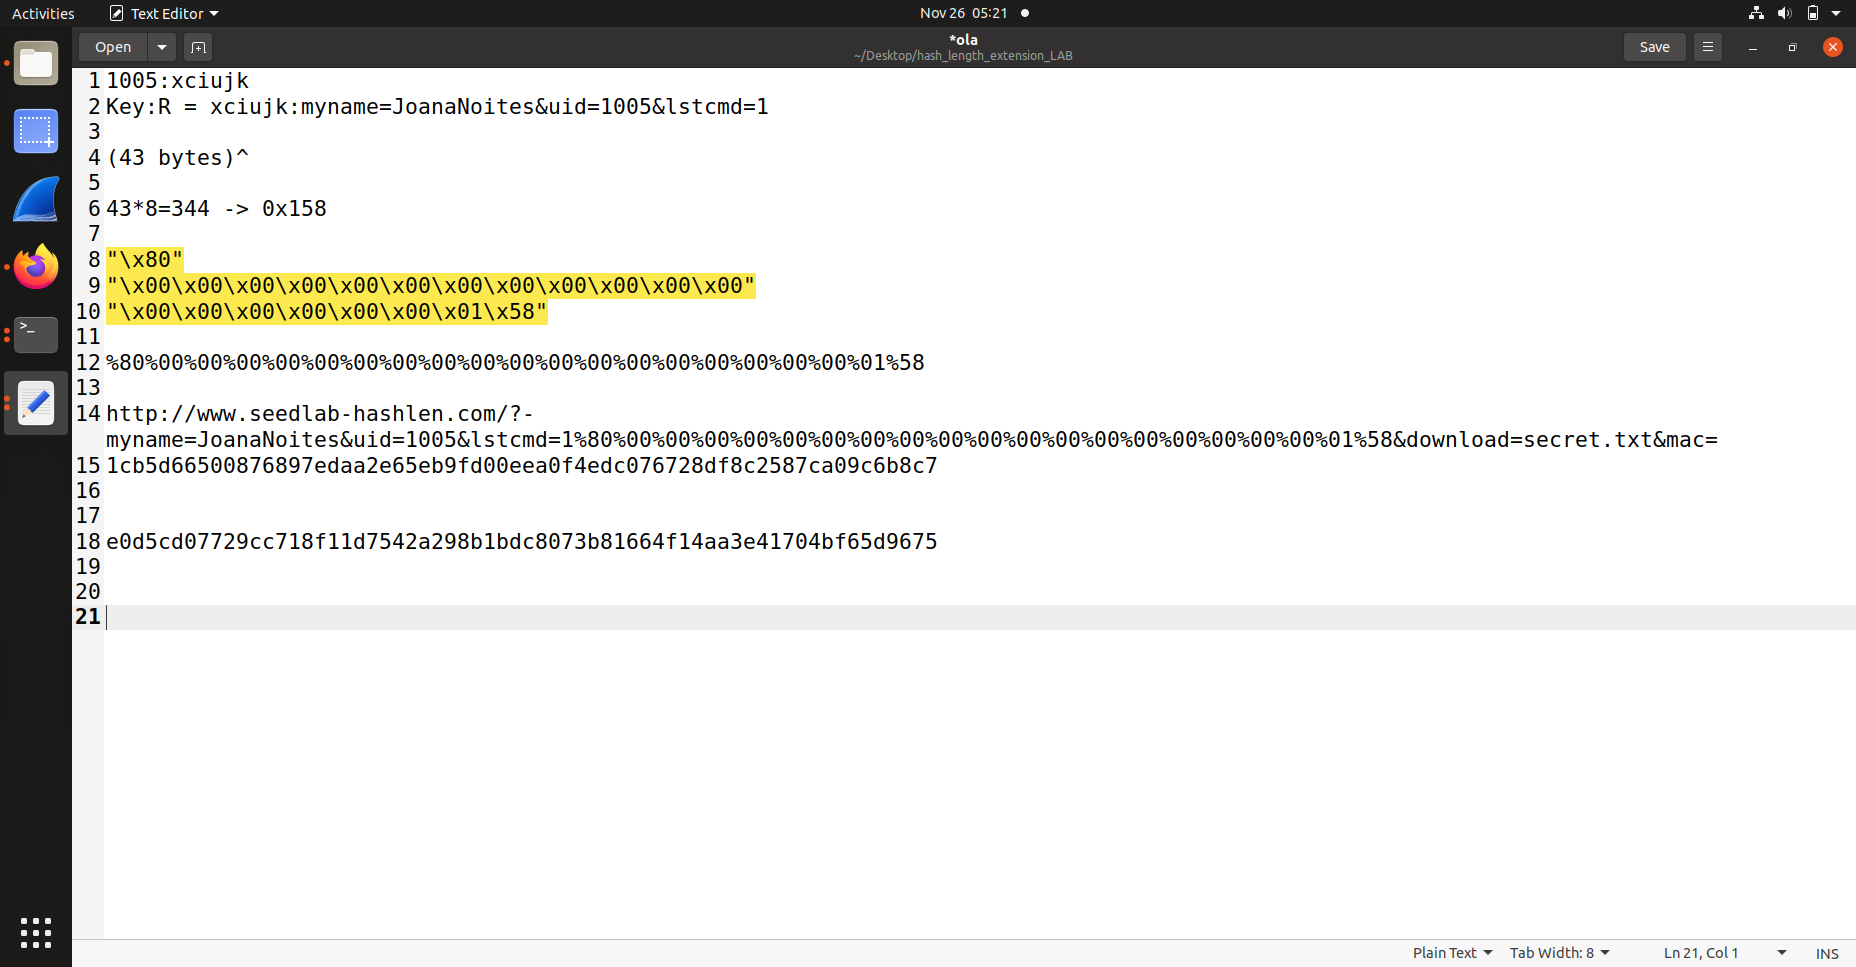 Activities
Text Editor
Nov 26 05:21
Open
*ola
~/Desktop/hash_length_extension_LAB
Save
1 1005:xciujk
2 Key:R = xciujk:myname=JoanaNoites&uid=1005&lstcmd=1
3
4 (43 bytes)^
5
6 43*8=344 -> 0x158
7
8 "\x80"
9 "\x00\x00\x00\x00\x00\x00\x00\x00\x00\x00\x00\x00"
10 "\x00\x00\x00\x00\x00\x00\x01\x58"
11
12 %80%00%00%00%00%00%00%00%00%00%00%00%00%00%00%00%00%00%00%01%58
13
14 http://www.seedlab-hashlen.com/?-
myname=JoanaNoites&uid=1005&lstcmd=1%80%00%00%00%00%00%00%00%00%00%00%00%00%00%00%00%00%00%00%01%58&download=secret.txt&mac=
15 1cb5d66500876897edaa2e65eb9fd00eea0f4edc076728df8c2587ca09c6b8c7
16
17
18 e0d5cd07729cc718f11d7542a298b1bdc8073b81664f14aa3e41704bf65d9675
19
20
21
Plain Text
Tab Width: 8
Ln 21, Col 1
INS